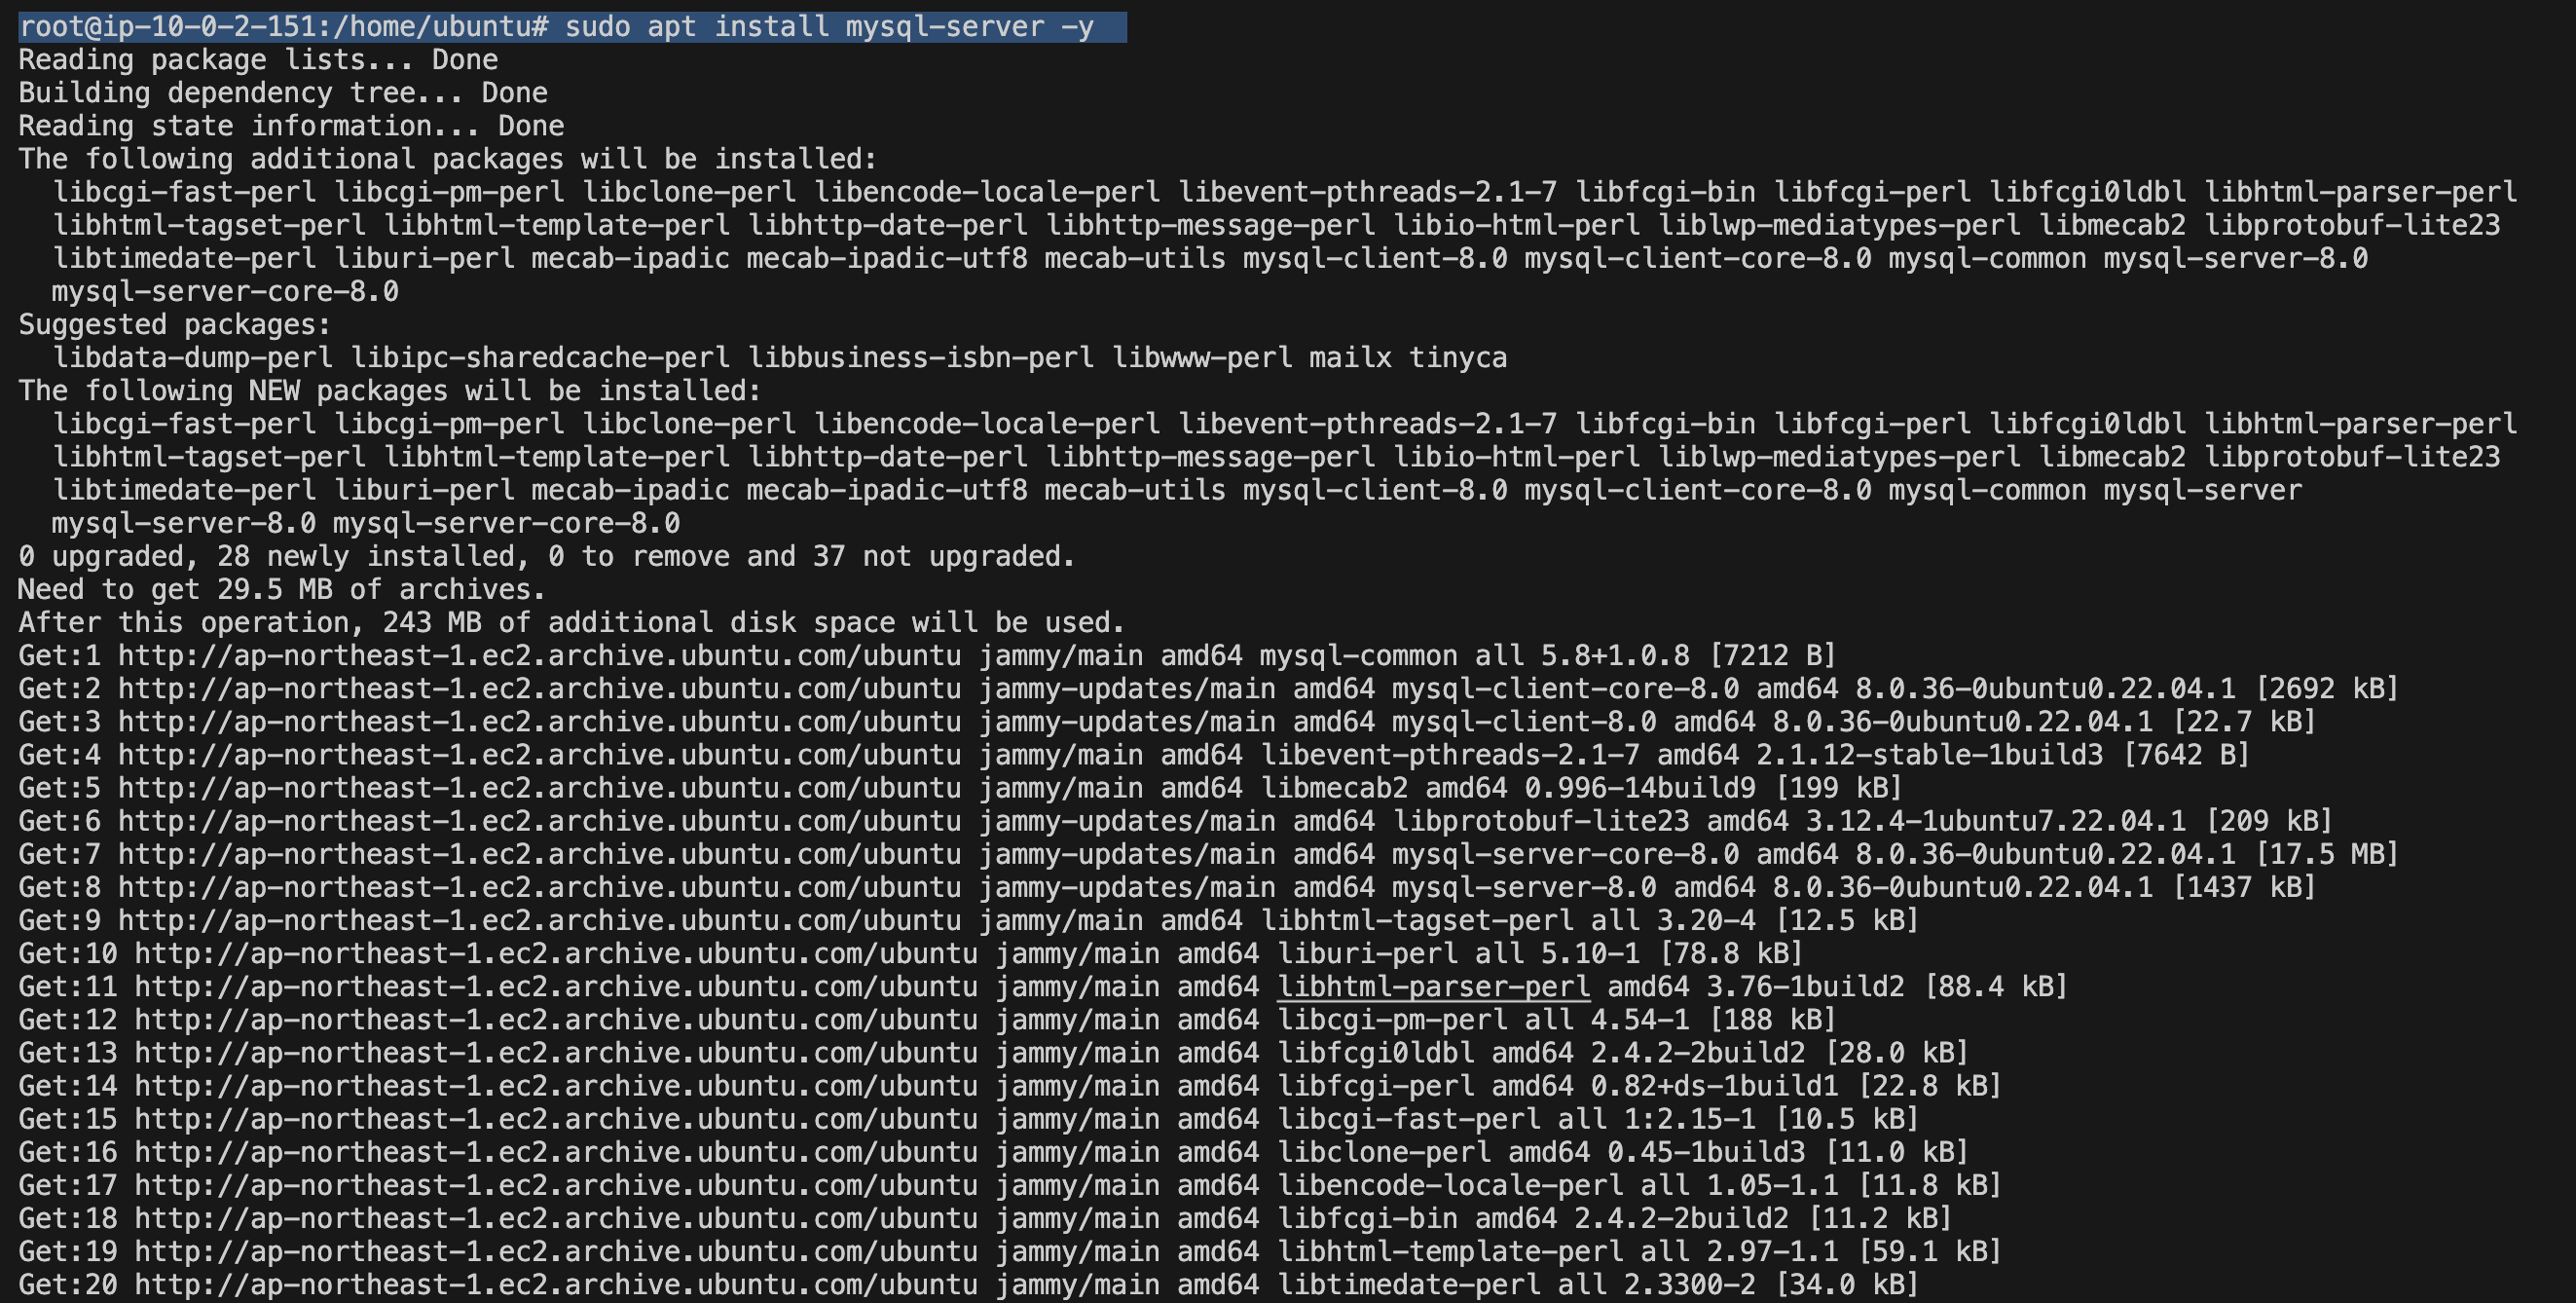 root@ip-10-0-2-151:/home/ubuntu# sudo apt install mysql-server -y
Reading package lists... Done
Building dependency tree... Done
Reading state information... Done
The following additional packages will be installed:
  libcgi-fast-perl libcgi-pm-perl libclone-perl libencode-locale-perl libevent-pthreads-2.1-7 libfcgi-bin libfcgi-perl libfcgi0ldbl libhtml-parser-perl
  libhtml-tagset-perl libhtml-template-perl libhttp-date-perl libhttp-message-perl libio-html-perl liblwp-mediatypes-perl libmecab2 libprotobuf-lite23
  libtimedate-perl liburi-perl mecab-ipadic mecab-ipadic-utf8 mecab-utils mysql-client-8.0 mysql-client-core-8.0 mysql-common mysql-server-8.0
  mysql-server-core-8.0
Suggested packages:
  libdata-dump-perl libipc-sharedcache-perl libbusiness-isbn-perl libwww-perl mailx tinyca
The following NEW packages will be installed:
  libcgi-fast-perl libcgi-pm-perl libclone-perl libencode-locale-perl libevent-pthreads-2.1-7 libfcgi-bin libfcgi-perl libfcgi0ldbl libhtml-parser-perl
  libhtml-tagset-perl libhtml-template-perl libhttp-date-perl libhttp-message-perl libio-html-perl liblwp-mediatypes-perl libmecab2 libprotobuf-lite23
  libtimedate-perl liburi-perl mecab-ipadic mecab-ipadic-utf8 mecab-utils mysql-client-8.0 mysql-client-core-8.0 mysql-common mysql-server
  mysql-server-8.0 mysql-server-core-8.0
0 upgraded, 28 newly installed, 0 to remove and 37 not upgraded.
Need to get 29.5 MB of archives.
After this operation, 243 MB of additional disk space will be used.
Get:1 http://ap-northeast-1.ec2.archive.ubuntu.com/ubuntu jammy/main amd64 mysql-common all 5.8+1.0.8 [7212 B]
Get:2 http://ap-northeast-1.ec2.archive.ubuntu.com/ubuntu jammy-updates/main amd64 mysql-client-core-8.0 amd64 8.0.36-0ubuntu0.22.04.1 [2692 kB]
Get:3 http://ap-northeast-1.ec2.archive.ubuntu.com/ubuntu jammy-updates/main amd64 mysql-client-8.0 amd64 8.0.36-0ubuntu0.22.04.1 [22.7 kB]
Get:4 http://ap-northeast-1.ec2.archive.ubuntu.com/ubuntu jammy/main amd64 libevent-pthreads-2.1-7 amd64 2.1.12-stable-1build3 [7642 B]
Get:5 http://ap-northeast-1.ec2.archive.ubuntu.com/ubuntu jammy/main amd64 libmecab2 amd64 0.996-14build9 [199 kB]
Get:6 http://ap-northeast-1.ec2.archive.ubuntu.com/ubuntu jammy-updates/main amd64 libprotobuf-lite23 amd64 3.12.4-1ubuntu7.22.04.1 [209 kB]
Get:7 http://ap-northeast-1.ec2.archive.ubuntu.com/ubuntu jammy-updates/main amd64 mysql-server-core-8.0 amd64 8.0.36-0ubuntu0.22.04.1 [17.5 MB]
Get:8 http://ap-northeast-1.ec2.archive.ubuntu.com/ubuntu jammy-updates/main amd64 mysql-server-8.0 amd64 8.0.36-0ubuntu0.22.04.1 [1437 kB]
Get:9 http://ap-northeast-1.ec2.archive.ubuntu.com/ubuntu jammy/main amd64 libhtml-tagset-perl all 3.20-4 [12.5 kB]
Get:10 http://ap-northeast-1.ec2.archive.ubuntu.com/ubuntu jammy/main amd64 liburi-perl all 5.10-1 [78.8 kB]
Get:11 http://ap-northeast-1.ec2.archive.ubuntu.com/ubuntu jammy/main amd64 libhtml-parser-perl amd64 3.76-1build2 [88.4 kB]
Get:12 http://ap-northeast-1.ec2.archive.ubuntu.com/ubuntu jammy/main amd64 libcgi-pm-perl all 4.54-1 [188 kB]
Get:13 http://ap-northeast-1.ec2.archive.ubuntu.com/ubuntu jammy/main amd64 libfcgi0ldbl amd64 2.4.2-2build2 [28.0 kB]
Get:14 http://ap-northeast-1.ec2.archive.ubuntu.com/ubuntu jammy/main amd64 libfcgi-perl amd64 0.82+ds-1build1 [22.8 kB]
Get:15 http://ap-northeast-1.ec2.archive.ubuntu.com/ubuntu jammy/main amd64 libcgi-fast-perl all 1:2.15-1 [10.5 kB]
Get:16 http://ap-northeast-1.ec2.archive.ubuntu.com/ubuntu jammy/main amd64 libclone-perl amd64 0.45-1build3 [11.0 kB]
Get:17 http://ap-northeast-1.ec2.archive.ubuntu.com/ubuntu jammy/main amd64 libencode-locale-perl all 1.05-1.1 [11.8 kB]
Get:18 http://ap-northeast-1.ec2.archive.ubuntu.com/ubuntu jammy/main amd64 libfcgi-bin amd64 2.4.2-2build2 [11.2 kB]
Get:19 http://ap-northeast-1.ec2.archive.ubuntu.com/ubuntu jammy/main amd64 libhtml-template-perl all 2.97-1.1 [59.1 kB]
Get:20 http://ap-northeast-1.ec2.archive.ubuntu.com/ubuntu jammy/main amd64 libtimedate-perl all 2.3300-2 [34.0 kB]